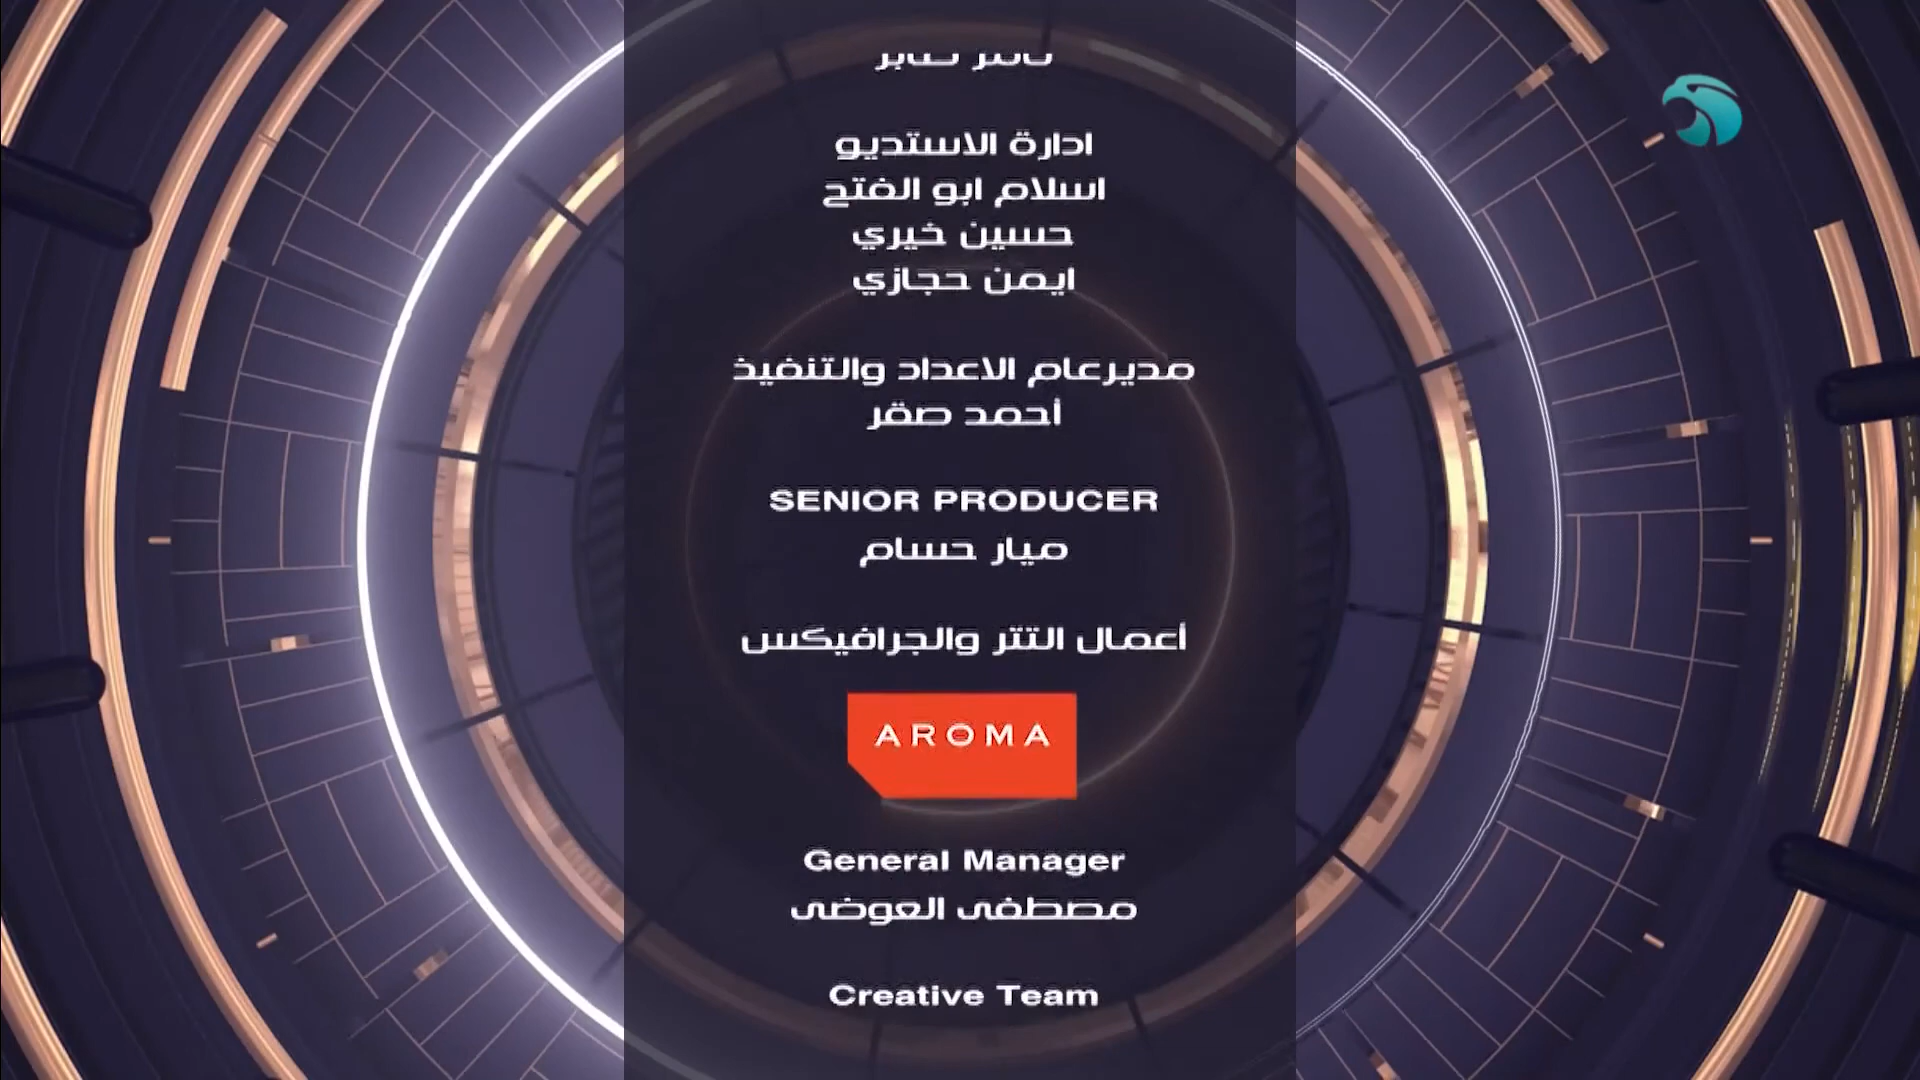 ادارة الاستديو
اسلام ابو الفتح
حسين خيري
ايمن حجازي
مديرعام الاعداد والتنفيذ
أحمد صقر
SENIOR PRODUCER
ميار حسام
أعمال التتر والجرافيكس
AROMA
General Manager
مصطفى العوضى
Creative Team